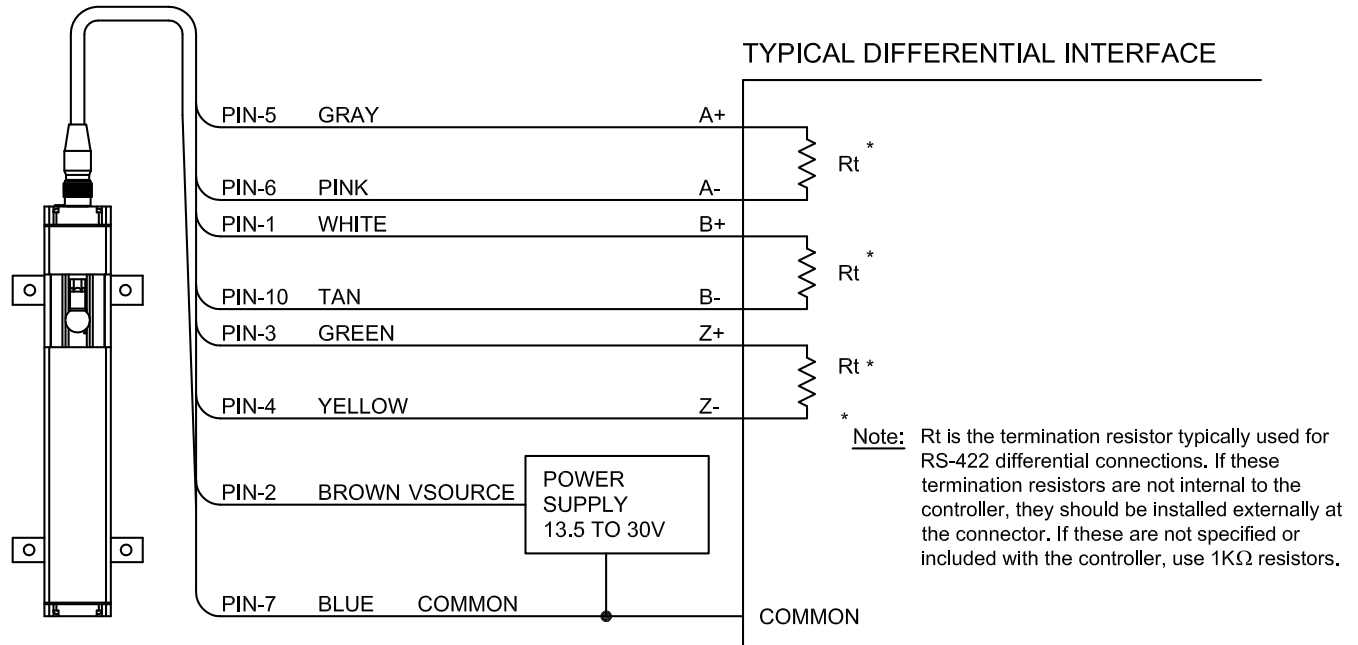 TYPICAL DIFFERENTIAL INTERFACE
PIN-5 GRAY A+
Rt *
PIN-6 PINK A-
PIN-1 WHITE B+
Rt *
PIN-10 TAN B-
PIN-3 GREEN Z+
Rt *
PIN-4 YELLOW Z-
*
Note: Rt is the termination resistor typically used for
RS-422 differential connections. If these
termination resistors are not internal to the
controller, they should be installed externally at
the connector. If these are not specified or
included with the controller, use 1KΩ resistors.
PIN-2 BROWN VSOURCE
POWER
SUPPLY
13.5 TO 30V
PIN-7 BLUE COMMON
COMMON